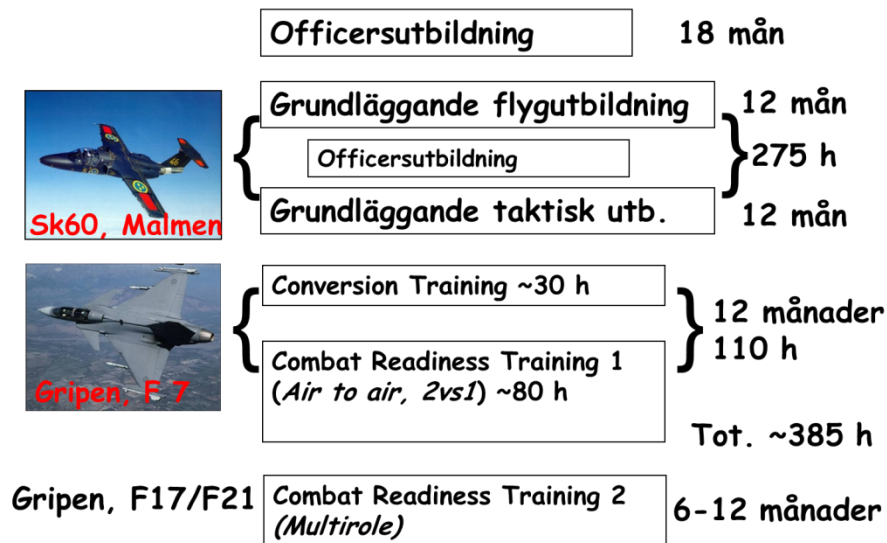 Officersutbildning 18 mån
Grundläggande flygutbildning 12 mån
Officersutbildning 275 h
Sk60, Malmen
Grundläggande taktisk utb. 12 mån
Conversion Training ~30 h
12 månader
110 h
Gripen, F 7
Combat Readiness Training 1
(Air to air, 2vs1) ~80 h
Tot. ~385 h
Gripen, F17/F21
Combat Readiness Training 2
(Multirole)
6-12 månader